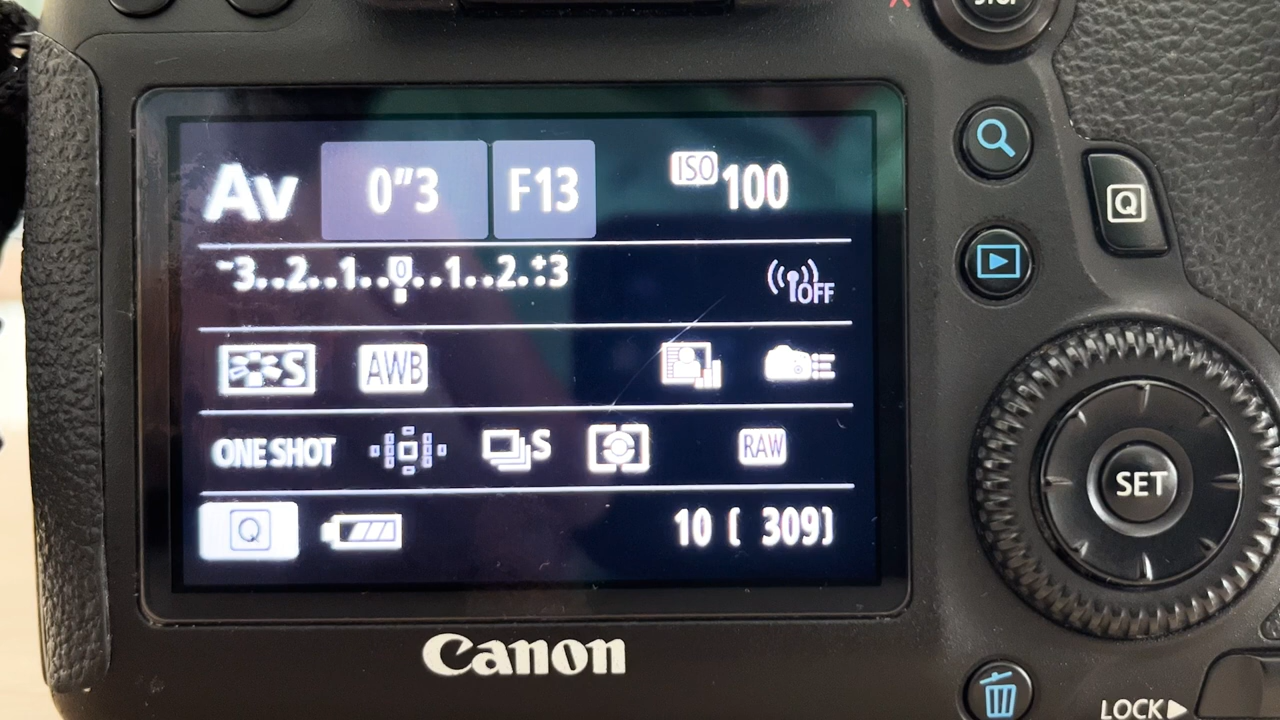 Av 0"3 F13 ISO 100
-3..2..1..0..1..2.+3 OFF
S AWB
ONE SHOT S RAW
Q 10 [ 309]
Canon
Q
SET
LOCK